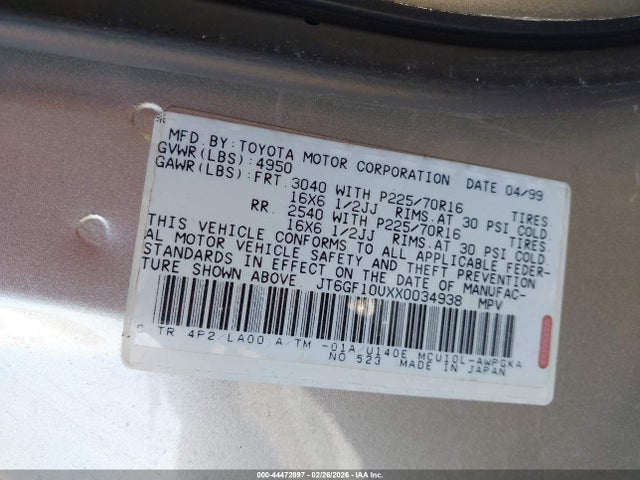 MFD.BY:TOYOTA MOTOR CORPORATION DATE 04/99
GVWR(LBS):4950
GAWR(LBS):FRT. 3040 WITH P225/70R16 TIRES
16X6 1/2JJ RIMS.AT 30 PSI COLD.
RR. 2540 WITH P225/70R16 TIRES
16X6 1/2JJ RIMS.AT 30 PSI COLD.
THIS VEHICLE CONFORMS TO ALL APPLICABLE FEDER-
AL MOTOR VEHICLE SAFETY AND THEFT PREVENTION
STANDARDS IN EFFECT ON THE DATE OF MANUFAC-
TURE SHOWN ABOVE. JT6GF10UXX0034938 MPV
C TR 4P2/LA00 A/TM -01A/U140E MCU10L-AWPGKA
NO 523 MADE IN JAPAN
000-44472897 - 02/26/2026 - IAAI Inc.